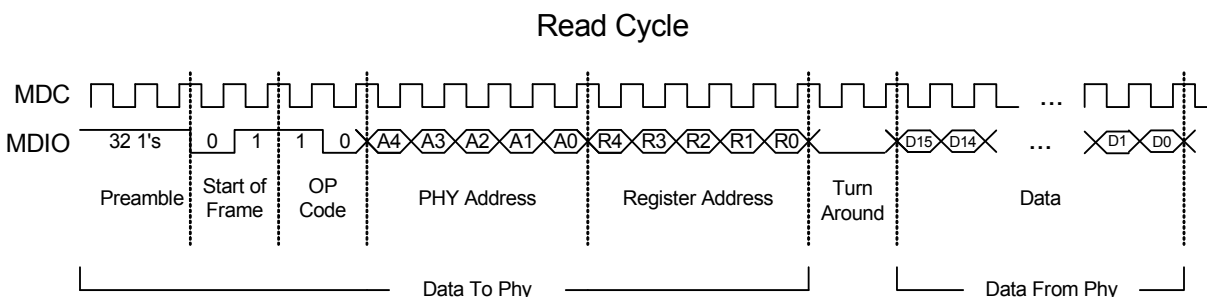 Read Cycle
MDC ...
MDIO 32 1's 0 1 1 0 A4 A3 A2 A1 A0 R4 R3 R2 R1 R0 D15 D14 ... D1 D0
Preamble Start of Frame OP Code PHY Address Register Address Turn Around Data
Data To Phy Data From Phy